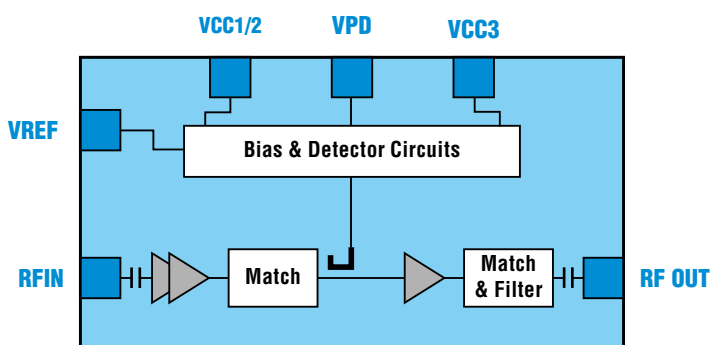 VCC1/2
VPD
VCC3
VREF
Bias & Detector Circuits
RFIN
Match
Match
& Filter
RF OUT